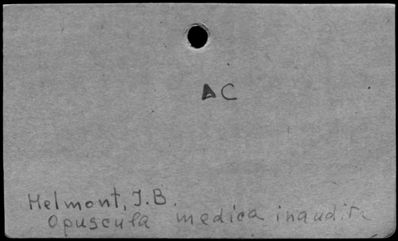 AC
Helmont, J.B.
Opuscula medica inaudita